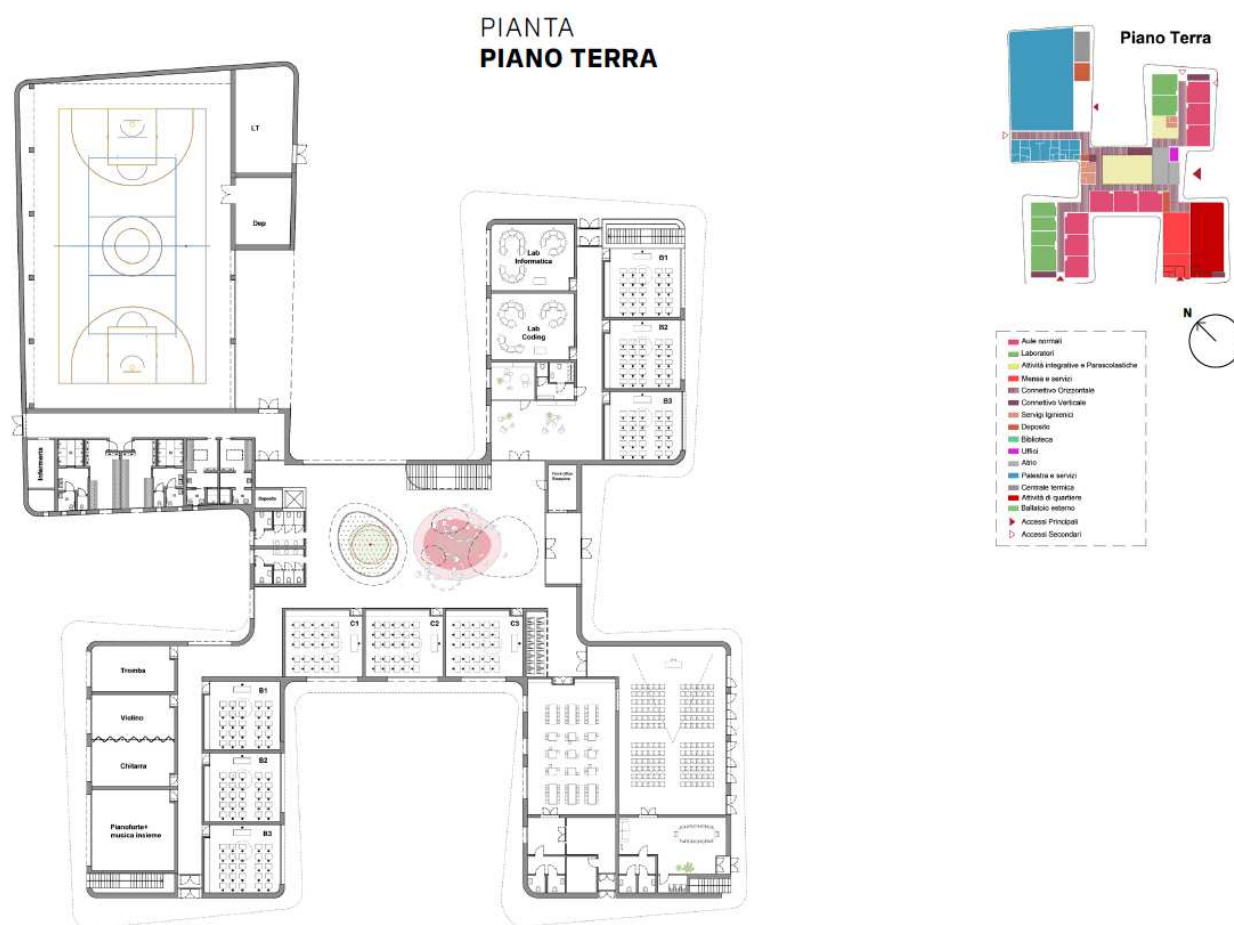 PIANTA
PIANO TERRA
Piano Terra
N
Aule normali
Laboratori
Attività integrative e Parascolastiche
Mensa e servizi
Connettivo Orizzontale
Connettivo Verticale
Servigi Iginienici
Deposito
Biblioteca
Uffici
Atrio
Palestra e servizi
Centrale termica
Attività di quartiere
Ballatoio esterno
Accessi Principali
Accessi Secondari
LT
Dep
Lab
Informatica
Lab
Coding
B1
B2
B3
Infermeria
Deposito
C1
C2
C3
Tromba
Violino
Chitarra
Pianoforte+
musica insieme
B1
B2
B3